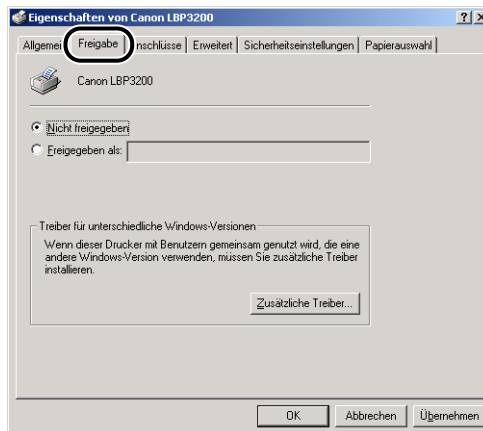 Eigenschaften von Canon LBP3200
Allgemei Freigabe nschlüsse Erweitert Sicherheitseinstellungen Papierauswahl
Canon LBP3200
Nicht freigegeben
Freigegeben als:
Treiber für unterschiedliche Windows-Versionen
Wenn dieser Drucker mit Benutzern gemeinsam genutzt wird, die eine
andere Windows-Version verwenden, müssen Sie zusätzliche Treiber
installieren.
Zusätzliche Treiber...
OK Abbrechen Übernehmen